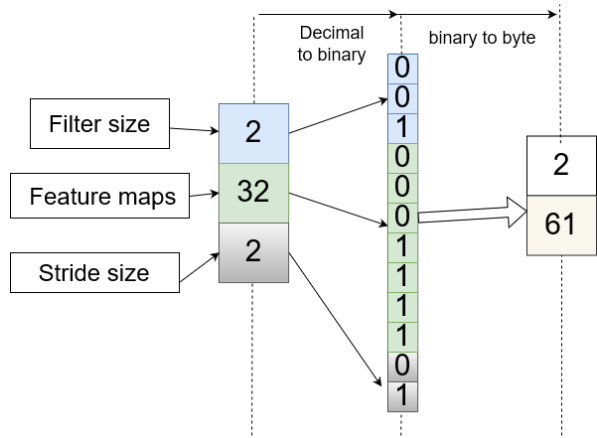 Decimal
to binary
binary to byte
Filter size
Feature maps
Stride size
2
32
2
0
0
1
0
0
0
1
1
1
1
0
1
2
61